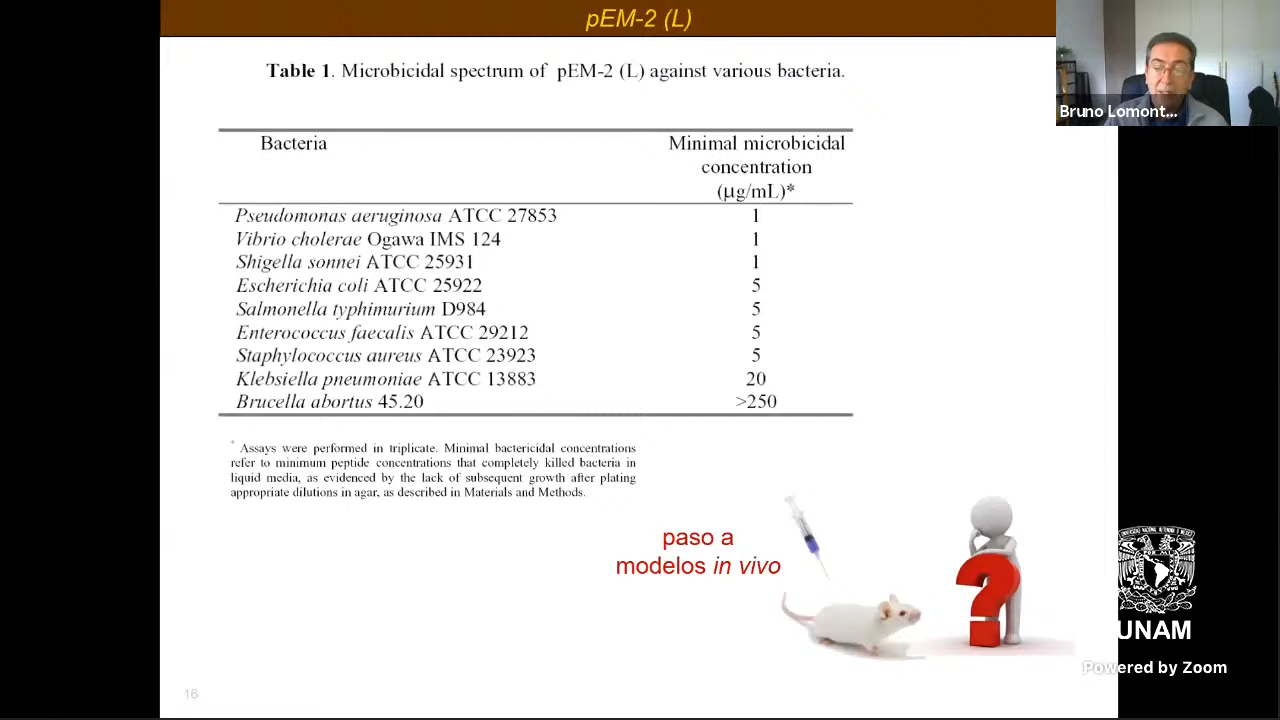 pEM-2 (L)
Table 1. Microbicidal spectrum of pEM-2 (L) against various bacteria.
Bruno Lomont...
Bacteria
Minimal microbicidal
concentration
(µg/mL)*
Pseudomonas aeruginosa ATCC 27853 1
Vibrio cholerae Ogawa IMS 124 1
Shigella sonnei ATCC 25931 1
Escherichia coli ATCC 25922 5
Salmonella typhimurium D984 5
Enterococcus faecalis ATCC 29212 5
Staphylococcus aureus ATCC 23923 5
Klebsiella pneumoniae ATCC 13883 20
Brucella abortus 45.20 >250
* Assays were performed in triplicate. Minimal bactericidal concentrations
refer to minimum peptide concentrations that completely killed bacteria in
liquid media, as evidenced by the lack of subsequent growth after plating
appropriate dilutions in agar, as described in Materials and Methods.
paso a
modelos in vivo
?
UNAM
Powered by Zoom
16